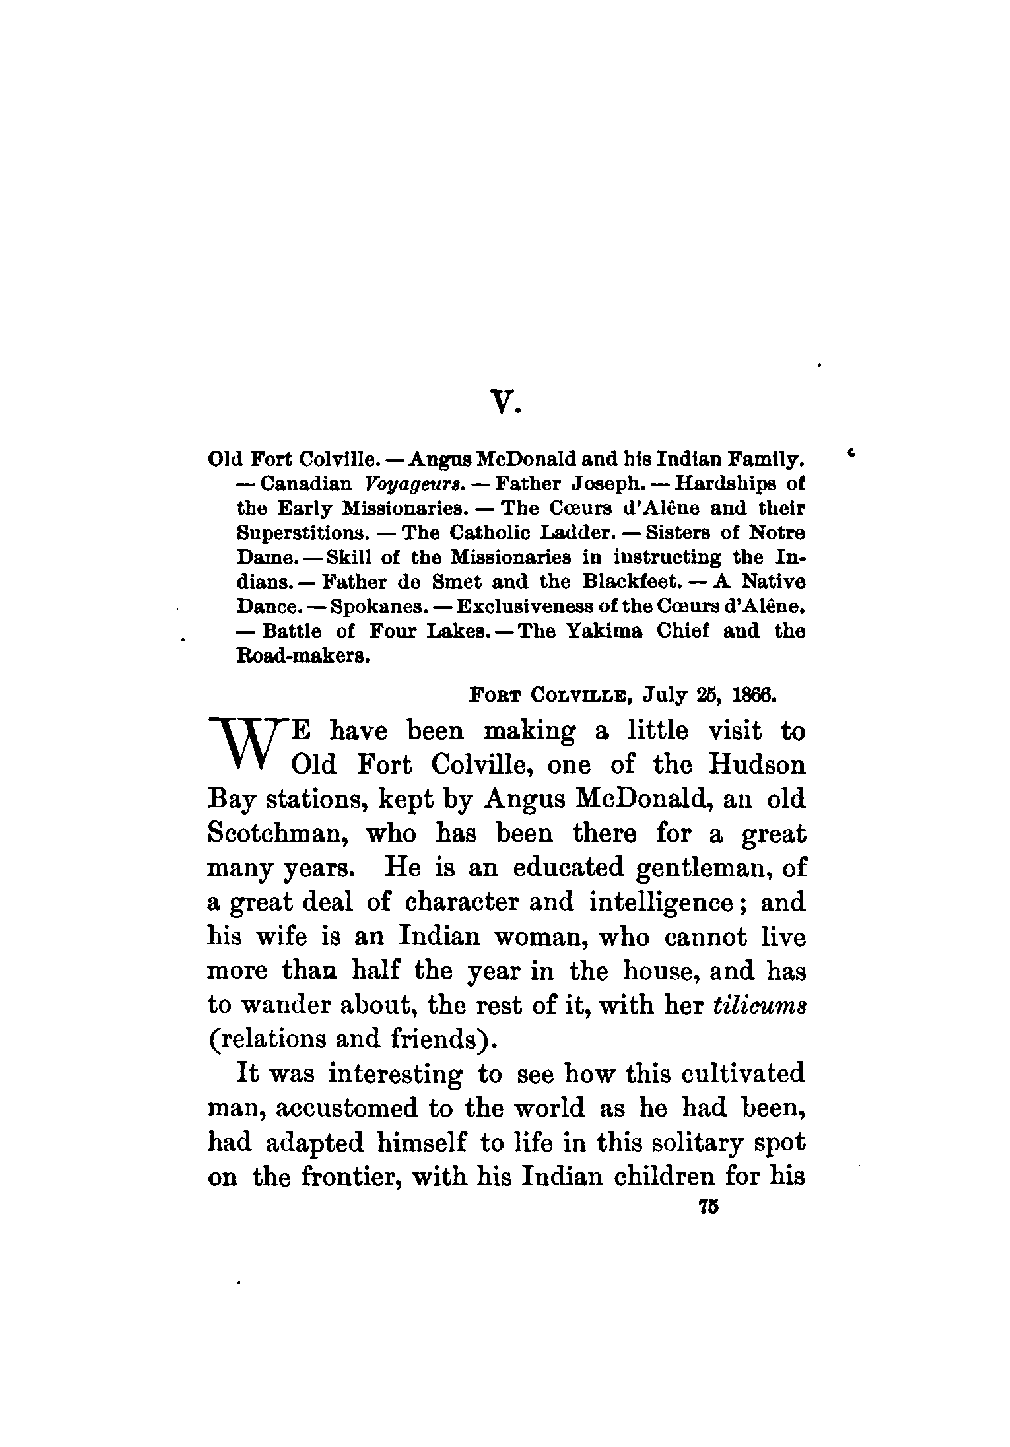 V.
Old Fort Colville. — Angus McDonald and his Indian Family.
— Canadian Voyageurs. — Father Joseph. — Hardships of
the Early Missionaries. — The Cœurs d'Alêne and their
Superstitions. — The Catholic Ladder. — Sisters of Notre
Dame. — Skill of the Missionaries in instructing the In-
dians. — Father de Smet and the Blackfeet. — A Native
Dance. — Spokanes. — Exclusiveness of the Cœurs d'Alêne.
— Battle of Four Lakes. — The Yakima Chief and the
Road-makers.
FORT COLVILLE, July 25, 1866.
WE have been making a little visit to
Old Fort Colville, one of the Hudson
Bay stations, kept by Angus McDonald, an old
Scotchman, who has been there for a great
many years. He is an educated gentleman, of
a great deal of character and intelligence; and
his wife is an Indian woman, who cannot live
more than half the year in the house, and has
to wander about, the rest of it, with her tilicums
(relations and friends).
It was interesting to see how this cultivated
man, accustomed to the world as he had been,
had adapted himself to life in this solitary spot
on the frontier, with his Indian children for his
75